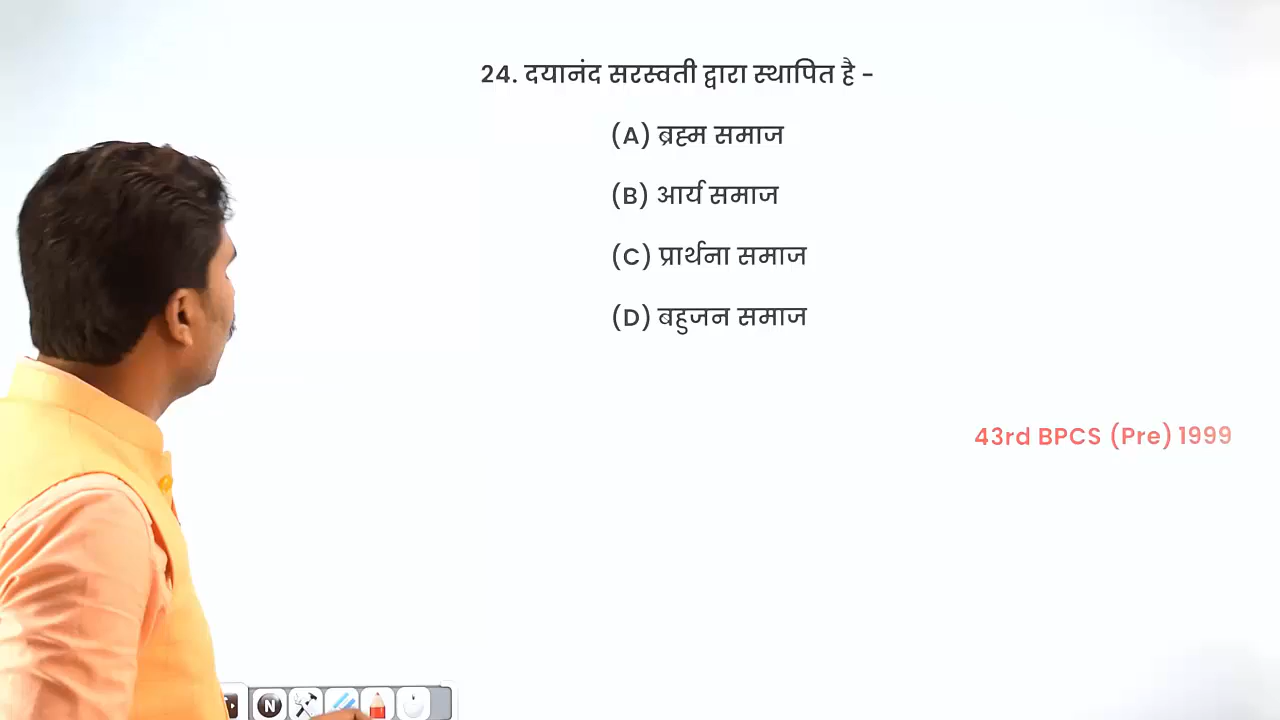 24. दयानंद सरस्वती द्वारा स्थापित है -
(A) ब्रह्म समाज
(B) आर्य समाज
(C) प्रार्थना समाज
(D) बहुजन समाज
43rd BPCS (Pre) 1999
N